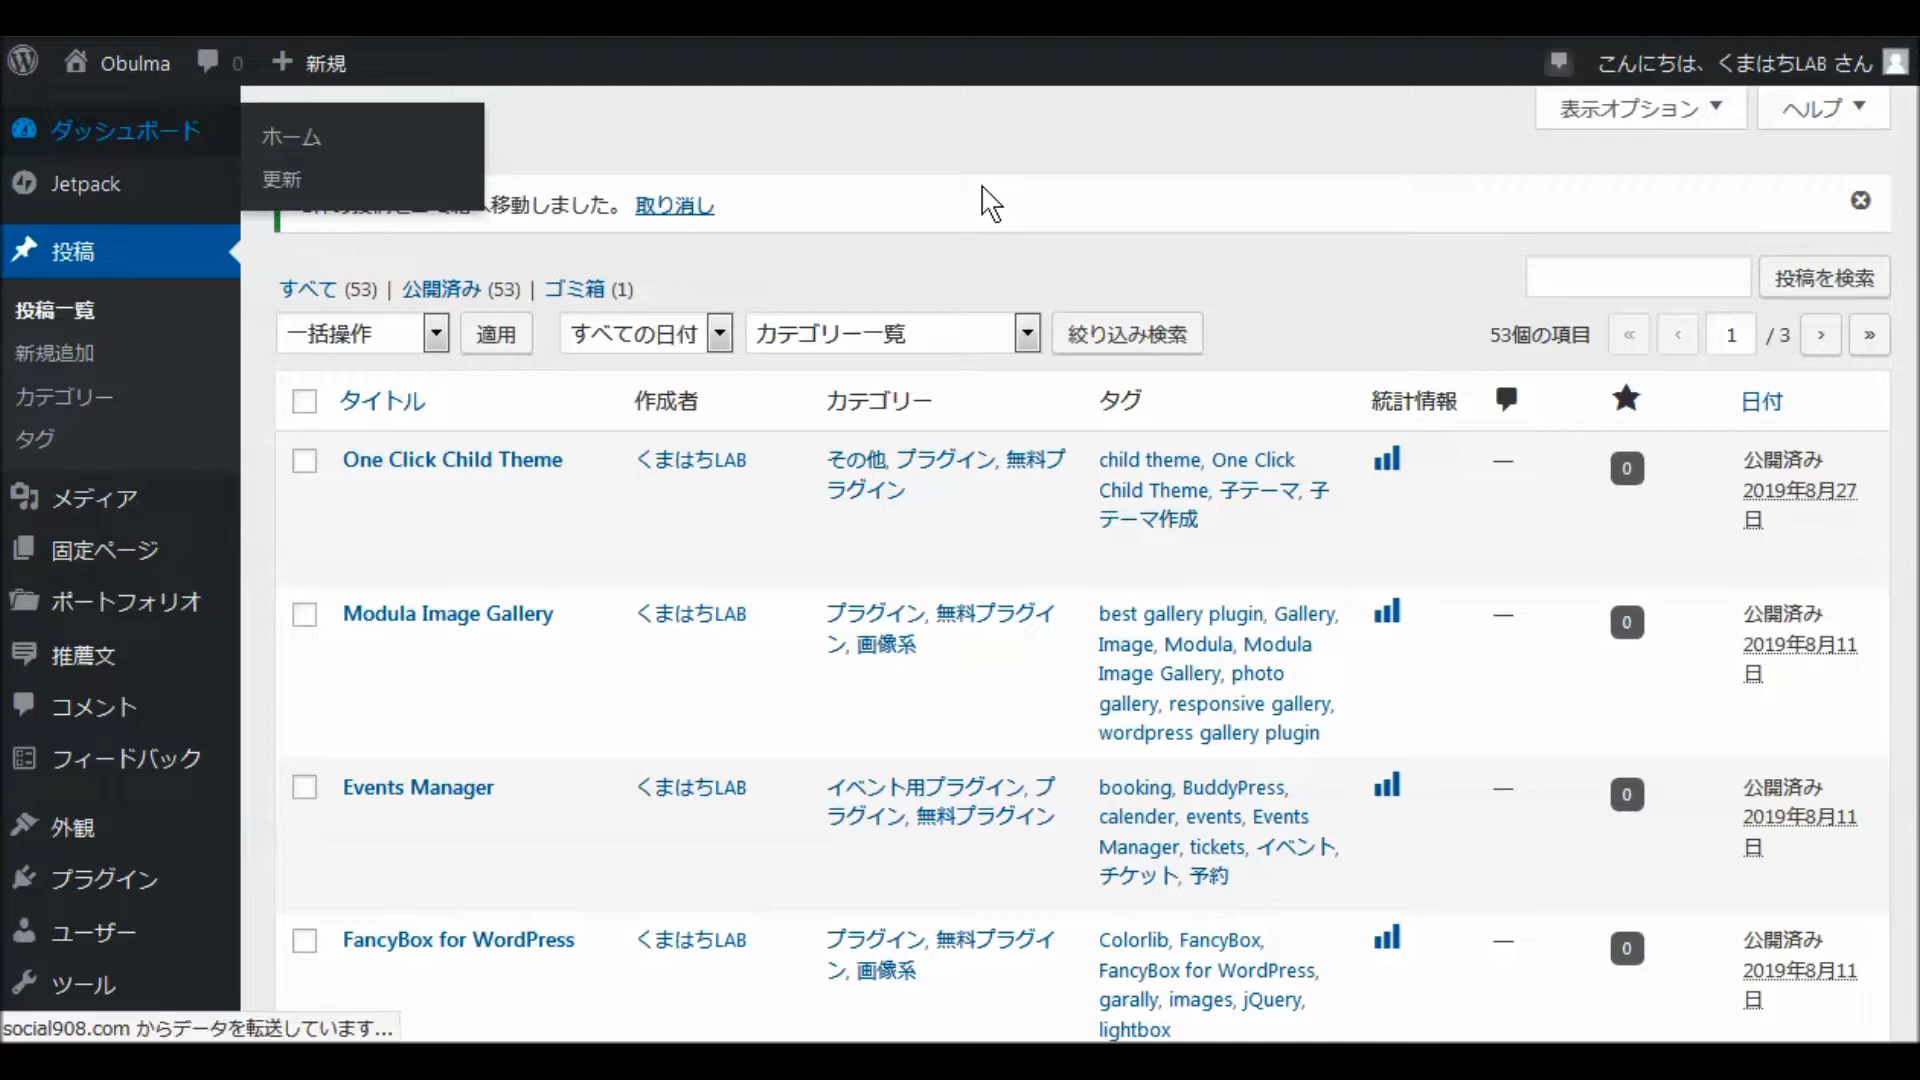 Obulma 0 新規 こんにちは、くまはちLAB さん
表示オプション ヘルプ
ダッシュボード
ホーム
Jetpack
更新
移動しました。 取り消し
投稿
投稿を検索
すべて (53) | 公開済み (53) | ゴミ箱 (1)
投稿一覧
一括操作 適用 すべての日付 カテゴリー一覧 絞り込み検索 53個の項目 « ‹ 1 / 3 › »
新規追加
カテゴリー
タグ
タイトル 作成者 カテゴリー タグ 統計情報 日付
One Click Child Theme くまはちLAB その他, プラグイン, 無料プ child theme, One Click — 0 公開済み
ラグイン Child Theme, 子テーマ, 子 2019年8月27
テーマ作成 日
メディア
固定ページ
ポートフォリオ
Modula Image Gallery くまはちLAB プラグイン, 無料プラグイ best gallery plugin, Gallery, — 0 公開済み
ン, 画像系 Image, Modula, Modula 2019年8月11
Image Gallery, photo 日
gallery, responsive gallery,
wordpress gallery plugin
推薦文
コメント
フィードバック
Events Manager くまはちLAB イベント用プラグイン, プ booking, BuddyPress, — 0 公開済み
ラグイン, 無料プラグイン calender, events, Events 2019年8月11
Manager, tickets, イベント, 日
チケット, 予約
外観
プラグイン
ユーザー
FancyBox for WordPress くまはちLAB プラグイン, 無料プラグイ Colorlib, FancyBox, — 0 公開済み
ン, 画像系 FancyBox for WordPress, 2019年8月11
garally, images, jQuery, 日
lightbox
ツール
social908.com からデータを転送しています...